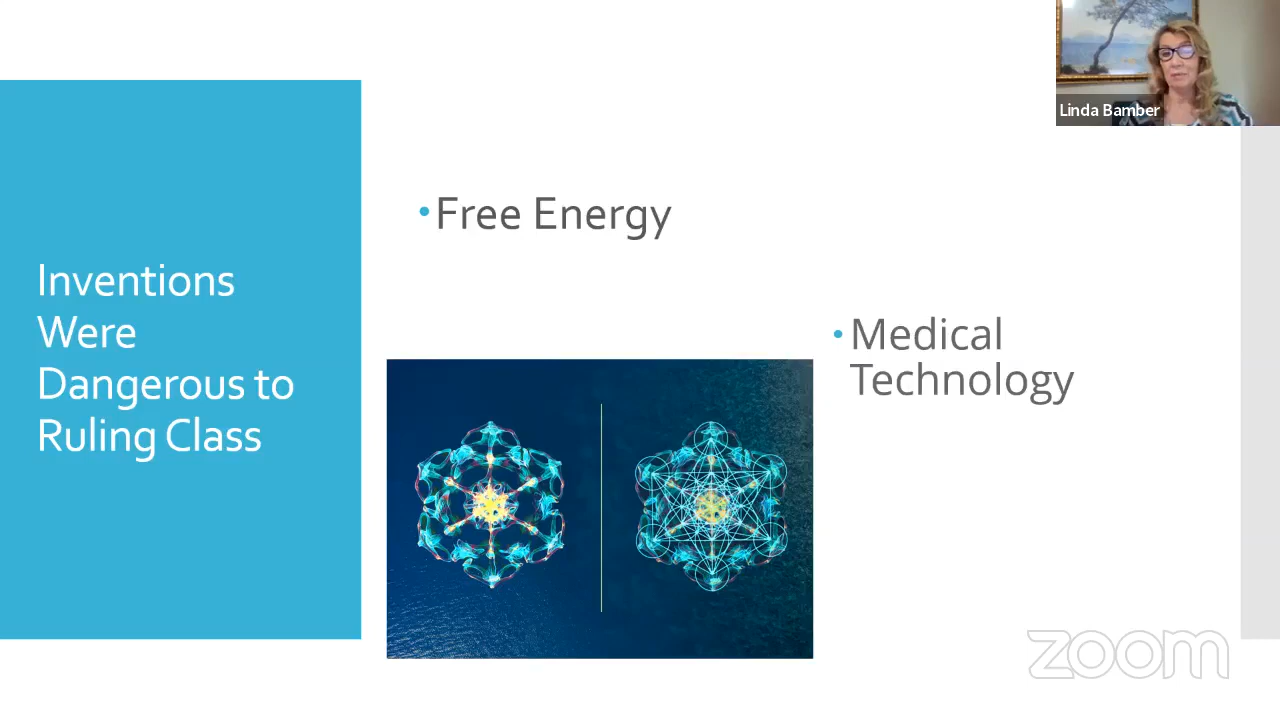 Linda Bamber
Inventions
Were
Dangerous to
Ruling Class
• Free Energy
• Medical
Technology
zoom